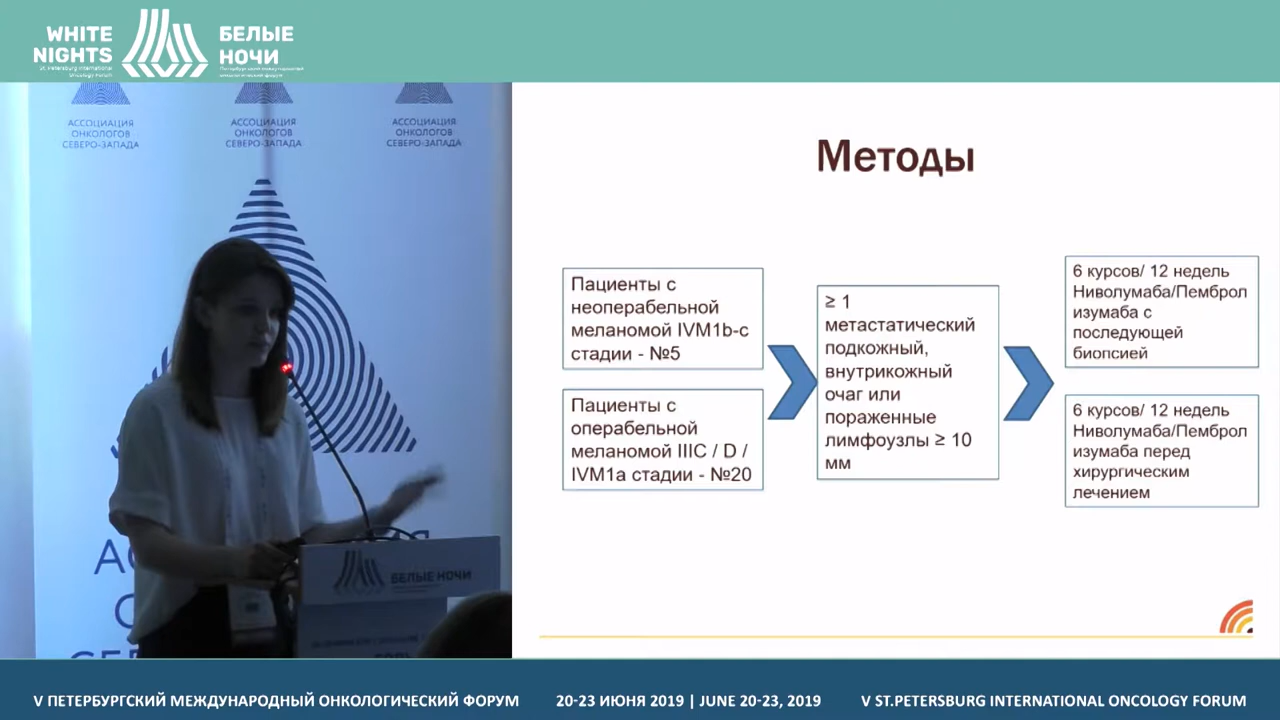 WHITE
NIGHTS
St. Petersburg International
Oncology Forum
БЕЛЫЕ
НОЧИ
Петербургский международный
онкологический форум
АССОЦИАЦИЯ
ОНКОЛОГОВ
СЕВЕРО-ЗАПАДА
АССОЦИАЦИЯ
ОНКОЛОГОВ
СЕВЕРО-ЗАПАДА
АССОЦИАЦИЯ
ОНКОЛОГОВ
СЕВЕРО-ЗАПАДА
БЕЛЫЕ НОЧИ
Методы
Пациенты с
неоперабельной
меланомой IVM1b-c
стадии - №5
Пациенты с
операбельной
меланомой IIIC / D /
IVM1a стадии - №20
≥ 1
метастатический
подкожный,
внутрикожный
очаг или
пораженные
лимфоузлы ≥ 10
мм
6 курсов/ 12 недель
Ниволумаба/Пемброл
изумаба с
последующей
биопсией
6 курсов/ 12 недель
Ниволумаба/Пемброл
изумаба перед
хирургическим
лечением
V ПЕТЕРБУРГСКИЙ МЕЖДУНАРОДНЫЙ ОНКОЛОГИЧЕСКИЙ ФОРУМ
20-23 ИЮНЯ 2019 | JUNE 20-23, 2019
V ST.PETERSBURG INTERNATIONAL ONCOLOGY FORUM